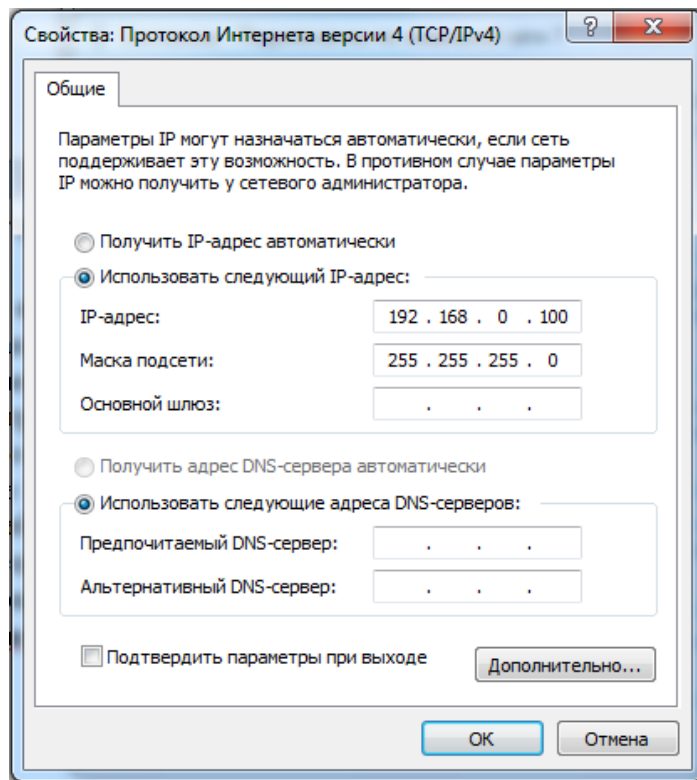 Свойства: Протокол Интернета версии 4 (TCP/IPv4)
Общие
Параметры IP могут назначаться автоматически, если сеть
поддерживает эту возможность. В противном случае параметры
IP можно получить у сетевого администратора.
Получить IP-адрес автоматически
Использовать следующий IP-адрес:
IP-адрес: 192 . 168 . 0 . 100
Маска подсети: 255 . 255 . 255 . 0
Основной шлюз: . . .
Получить адрес DNS-сервера автоматически
Использовать следующие адреса DNS-серверов:
Предпочитаемый DNS-сервер: . . .
Альтернативный DNS-сервер: . . .
Подтвердить параметры при выходе
Дополнительно...
ОК Отмена